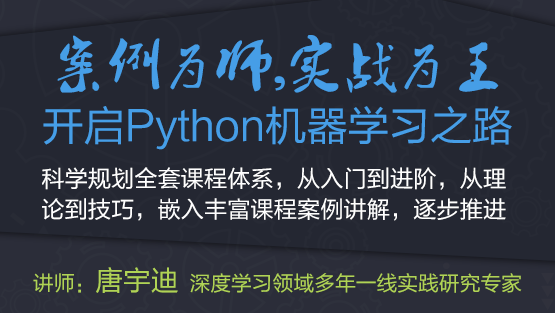 案例为师,实战为王
开启Python机器学习之路
科学规划全套课程体系，从入门到进阶，从理
论到技巧，嵌入丰富课程案例讲解，逐步推进
讲师：唐宇迪 深度学习领域多年一线实践研究专家